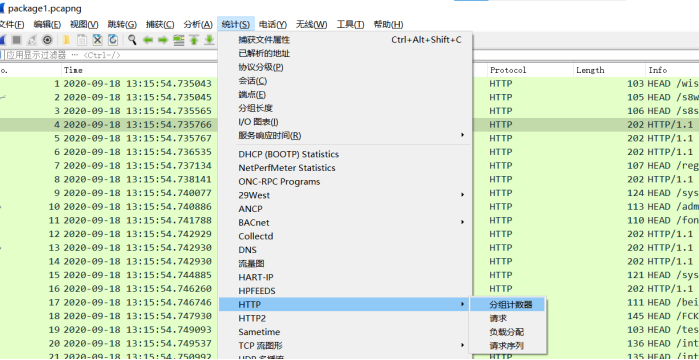 package1.pcapng
文件(F) 编辑(E) 视图(V) 跳转(G) 捕获(C) 分析(A) 统计(S) 电话(Y) 无线(W) 工具(T) 帮助(H)
应用显示过滤器 … <Ctrl-/>
o. Time Protocol Length Info
捕获文件属性 Ctrl+Alt+Shift+C
已解析的地址
协议分级(P)
会话(C)
端点(E)
分组长度
I/O 图表(I)
服务响应时间(R)
DHCP (BOOTP) Statistics
NetPerfMeter Statistics
ONC-RPC Programs
29West
ANCP
BACnet
Collectd
DNS
流量图
HART-IP
HPFEEDS
HTTP
HTTP2
Sametime
TCP 流图形
UDP 多播流
分组计数器
请求
负载分配
请求序列
1 2020-09-18 13:15:54.735043 HTTP 103 HEAD /wis
2 2020-09-18 13:15:54.735045 HTTP 105 HEAD /s8w
3 2020-09-18 13:15:54.735565 HTTP 106 HEAD /s8s
4 2020-09-18 13:15:54.735766 HTTP 202 HTTP/1.1
5 2020-09-18 13:15:54.735767 HTTP 202 HTTP/1.1
6 2020-09-18 13:15:54.736535 HTTP 202 HTTP/1.1
7 2020-09-18 13:15:54.737134 HTTP 107 HEAD /reg
8 2020-09-18 13:15:54.738141 HTTP 202 HTTP/1.1
9 2020-09-18 13:15:54.740077 HTTP 124 HEAD /sys
10 2020-09-18 13:15:54.740886 HTTP 113 HEAD /adm
11 2020-09-18 13:15:54.741788 HTTP 110 HEAD /fon
12 2020-09-18 13:15:54.742929 HTTP 202 HTTP/1.1
13 2020-09-18 13:15:54.742930 HTTP 202 HTTP/1.1
14 2020-09-18 13:15:54.742930 HTTP 202 HTTP/1.1
15 2020-09-18 13:15:54.744885 HTTP 121 HEAD /sys
16 2020-09-18 13:15:54.746260 HTTP 202 HTTP/1.1
17 2020-09-18 13:15:54.746746 HTTP 111 HEAD /bei
18 2020-09-18 13:15:54.747930 HTTP 145 HEAD /FCK
19 2020-09-18 13:15:54.749093 HTTP 103 HEAD /tes
20 2020-09-18 13:15:54.749537 HTTP 136 HEAD /int
21 2020-09-18 13:15:54.750992 HTTP 135 HEAD /int